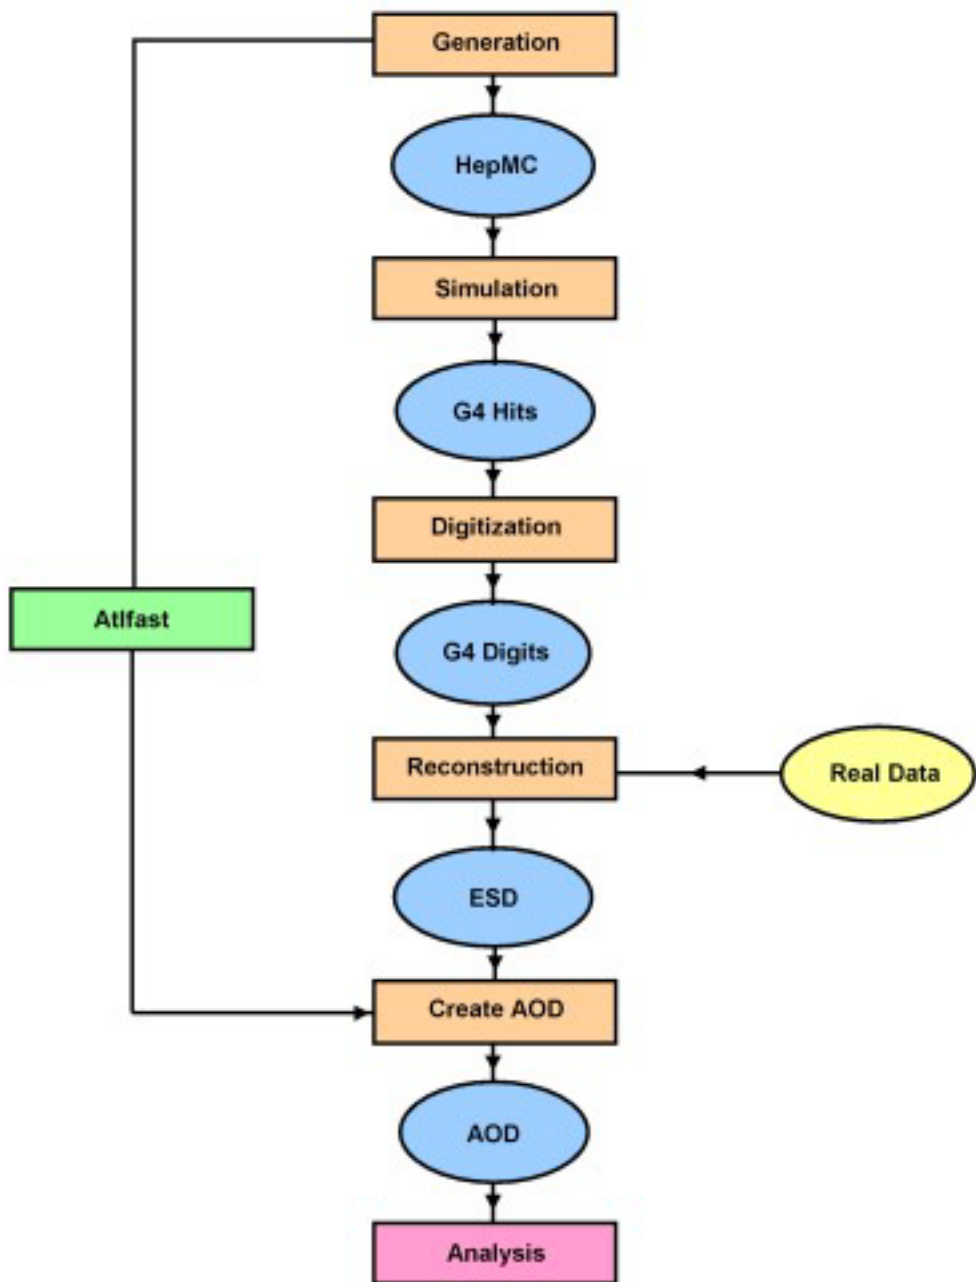 Generation
HepMC
Simulation
G4 Hits
Digitization
Atlfast
G4 Digits
Reconstruction
Real Data
ESD
Create AOD
AOD
Analysis